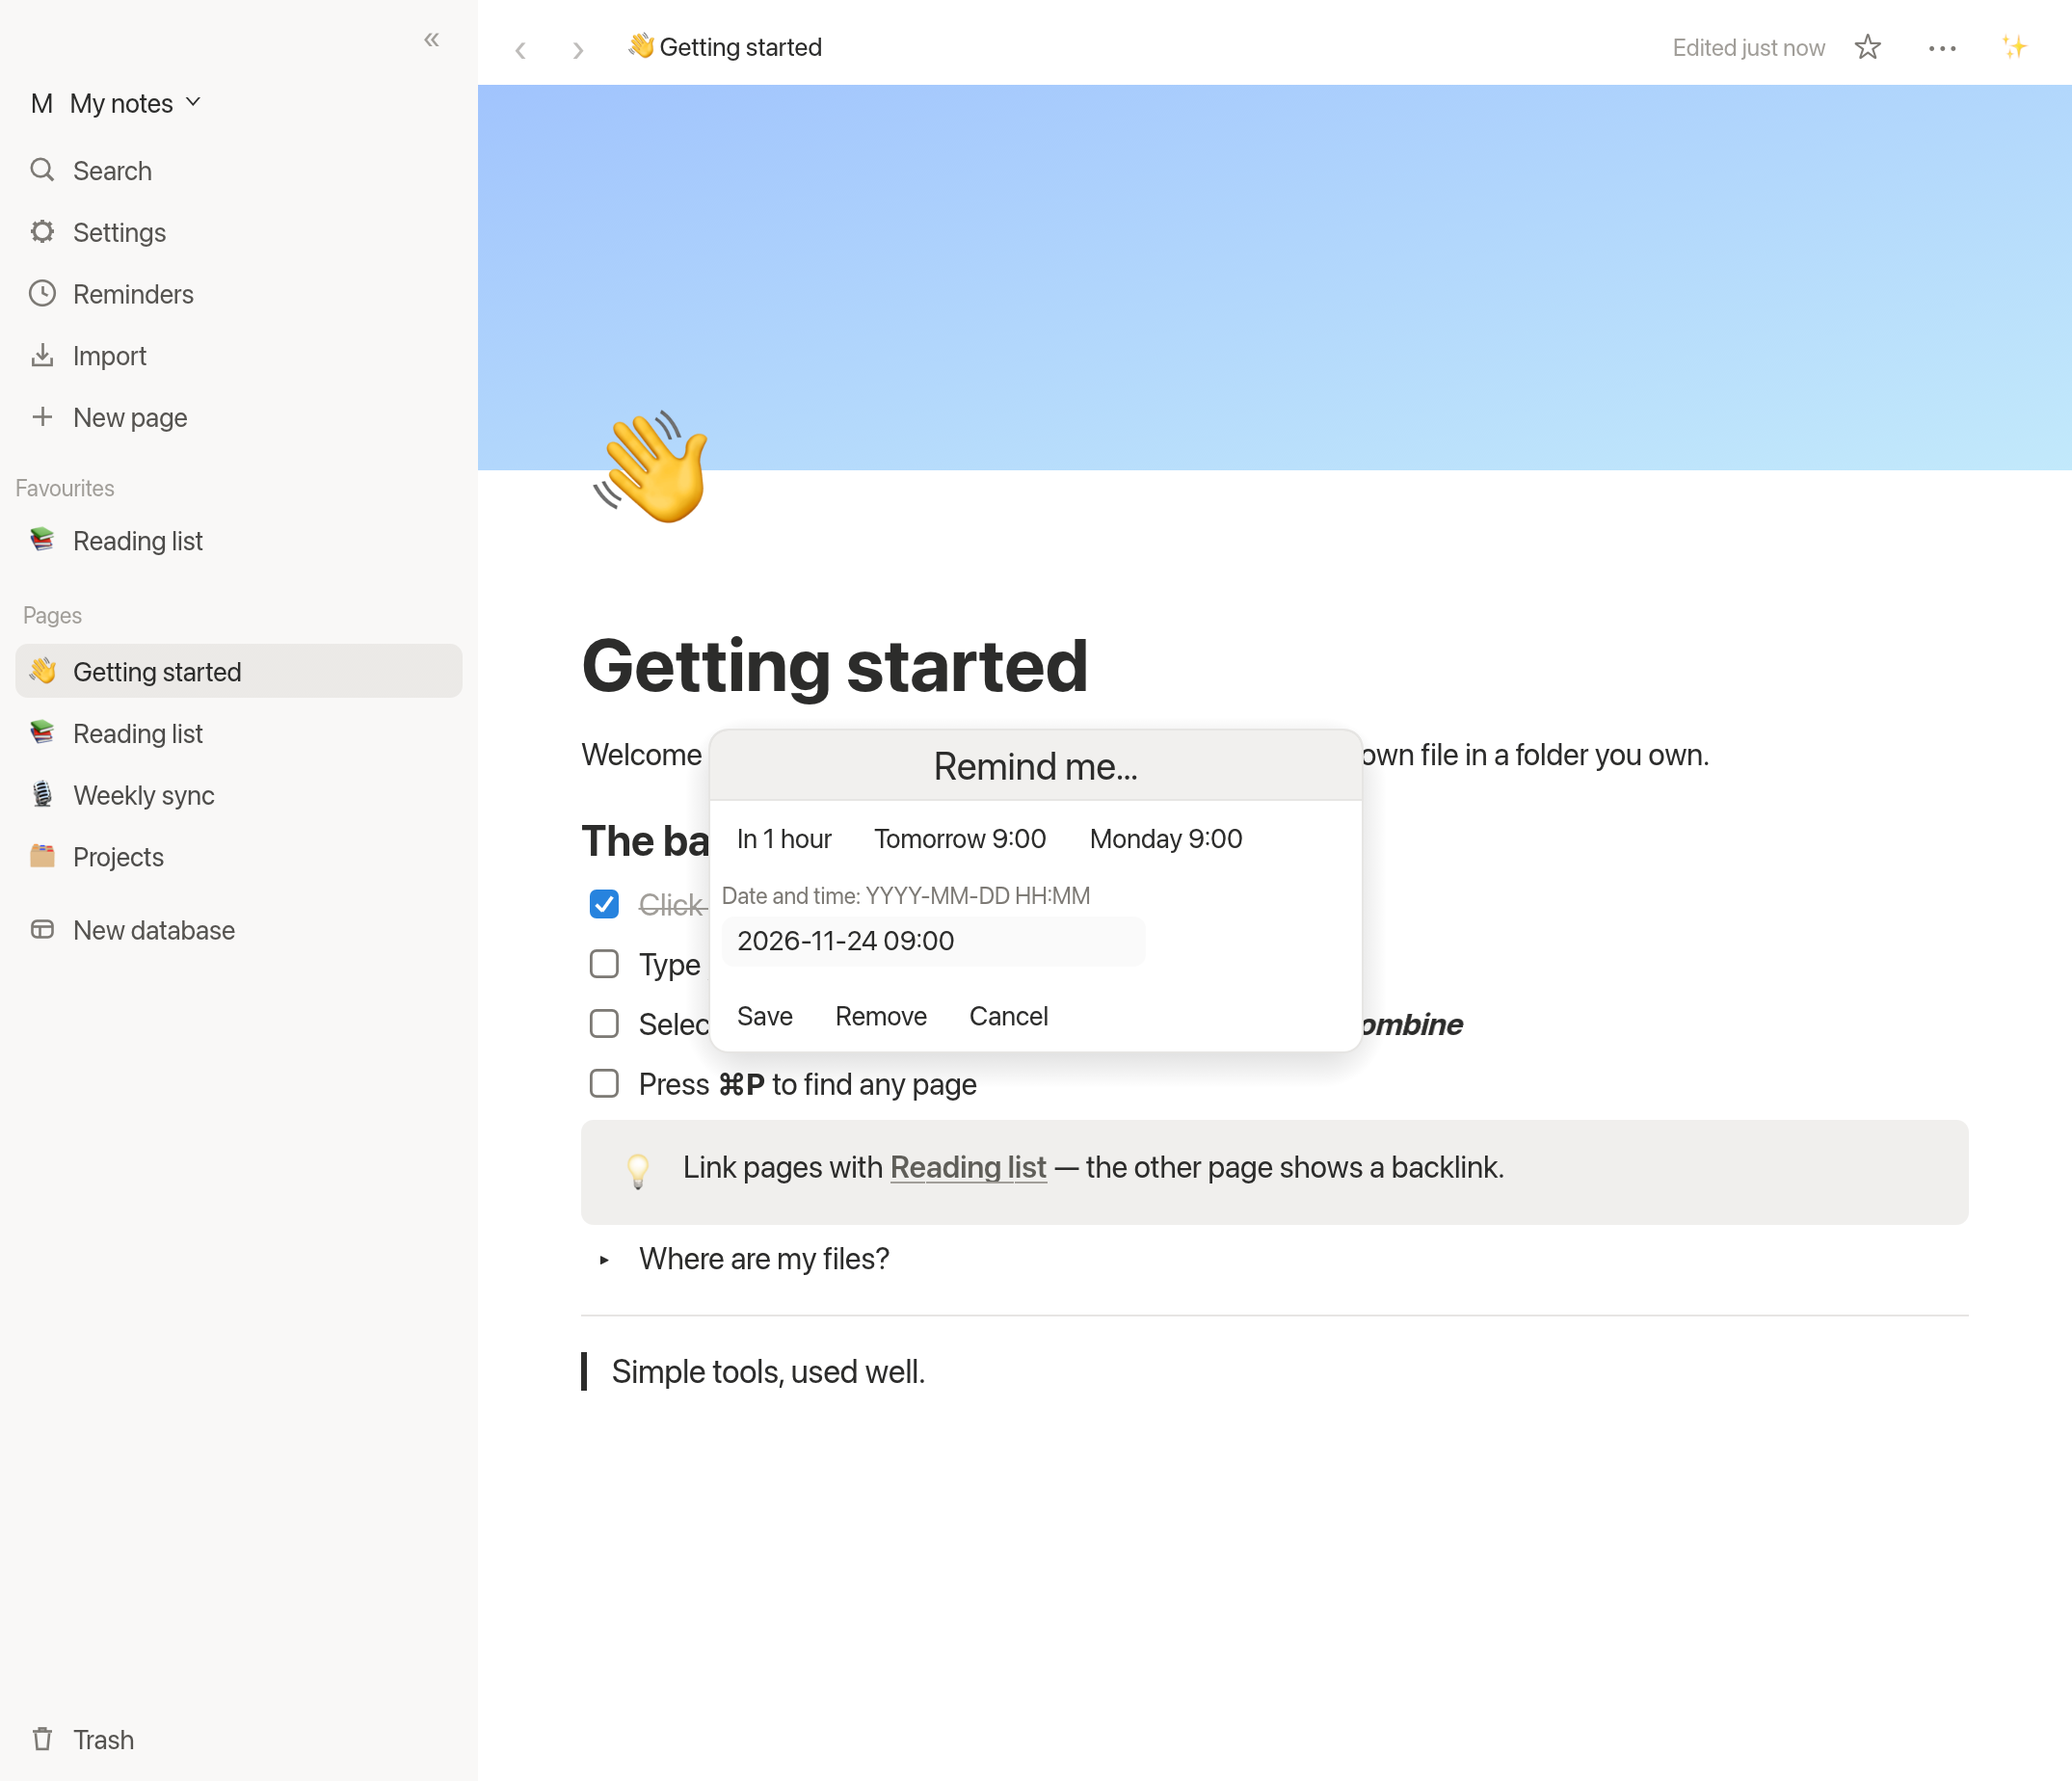 M My notes
Search
Settings
Reminders
Import
New page
Favourites
Reading list
Pages
Getting started
Reading list
Weekly sync
Projects
New database
Trash
Getting started
Edited just now
Getting started
Welcome own file in a folder you own.
Remind me...
In 1 hour Tomorrow 9:00 Monday 9:00
Date and time: YYYY-MM-DD HH:MM
2026-11-24 09:00
Save Remove Cancel
The
Click
Type
Press ⌘P to find any page
Link pages with Reading list — the other page shows a backlink.
Where are my files?
Simple tools, used well.